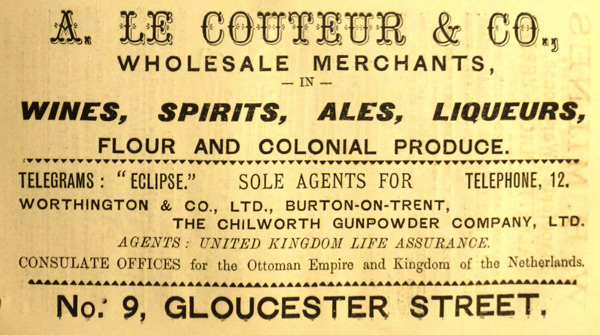 A. LE COUTEUR & CO.,
WHOLESALE MERCHANTS,
— IN —
WINES, SPIRITS, ALES, LIQUEURS,
FLOUR AND COLONIAL PRODUCE.
TELEGRAMS: "ECLIPSE." SOLE AGENTS FOR TELEPHONE, 12.
WORTHINGTON & CO., LTD., BURTON-ON-TRENT,
THE CHILWORTH GUNPOWDER COMPANY, LTD.
AGENTS: UNITED KINGDOM LIFE ASSURANCE.
CONSULATE OFFICES for the Ottoman Empire and Kingdom of the Netherlands.
No. 9, GLOUCESTER STREET.